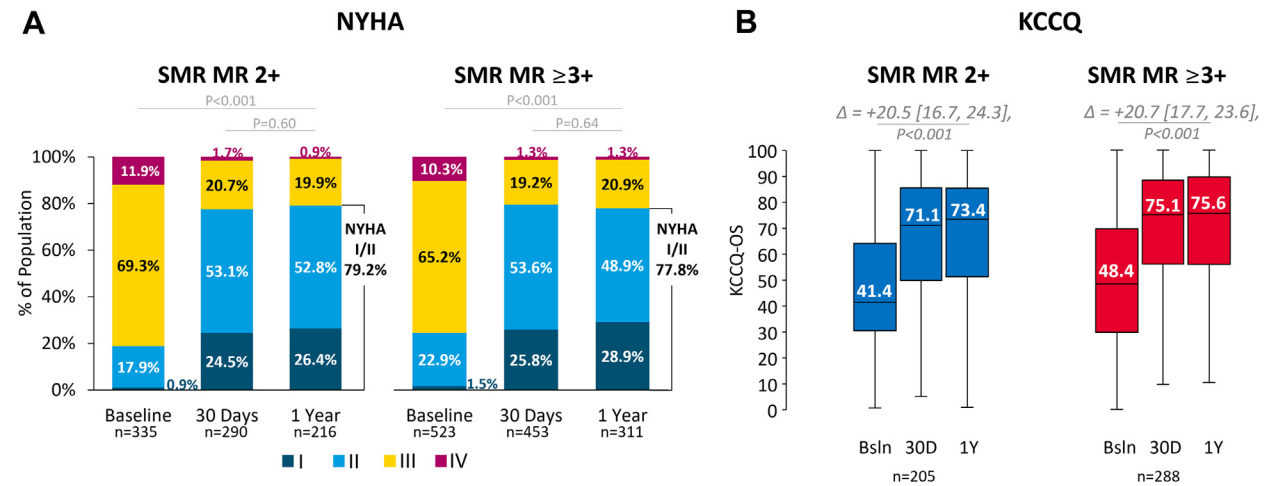 A
NYHA
SMR MR 2+
P<0.001
P=0.60
SMR MR ≥3+
P<0.001
P=0.64
% of Population
100%
80%
60%
40%
20%
0%
11.9%
69.3%
17.9%
0.9%
1.7%
20.7%
53.1%
24.5%
0.9%
19.9%
52.8%
26.4%
NYHA
I/II
79.2%
10.3%
65.2%
22.9%
1.5%
1.3%
19.2%
53.6%
25.8%
1.3%
20.9%
48.9%
28.9%
NYHA
I/II
77.8%
Baseline
n=335
30 Days
n=290
1 Year
n=216
Baseline
n=523
30 Days
n=453
1 Year
n=311
I II III IV
B
KCCQ
SMR MR 2+
Δ = +20.5 [16.7, 24.3],
P<0.001
SMR MR ≥3+
Δ = +20.7 [17.7, 23.6],
P<0.001
KCCQ-OS
100
90
80
70
60
50
40
30
20
10
0
41.4
71.1
73.4
48.4
75.1
75.6
Bsln 30D 1Y
n=205
Bsln 30D 1Y
n=288